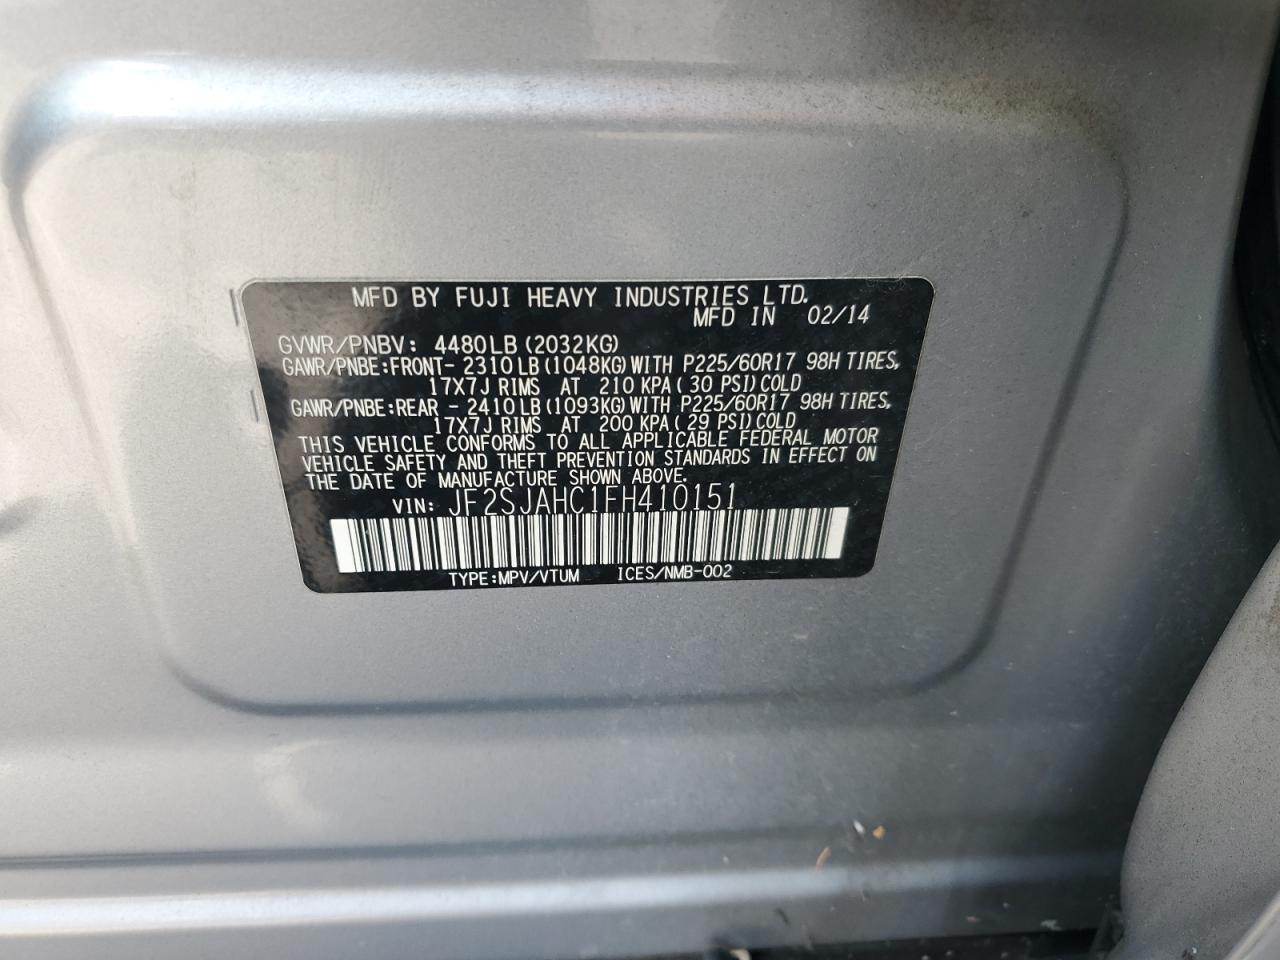 MFD BY FUJI HEAVY INDUSTRIES LTD.
MFD IN 02/14
GVWR/PNBV: 4480LB(2032KG)
GAWR/PNBE:FRONT- 2310LB(1048KG)WITH P225/60R17 98H TIRES,
17X7J RIMS AT 210 KPA( 30 PSI)COLD
GAWR/PNBE:REAR - 2410LB(1093KG)WITH P225/60R17 98H TIRES,
17X7J RIMS AT 200 KPA( 29 PSI)COLD
THIS VEHICLE CONFORMS TO ALL APPLICABLE FEDERAL MOTOR
VEHICLE SAFETY AND THEFT PREVENTION STANDARDS IN EFFECT ON
THE DATE OF MANUFACTURE SHOWN ABOVE.
VIN: JF2SJAHC1FH410151
TYPE:MPV/VTUM ICES/NMB-002